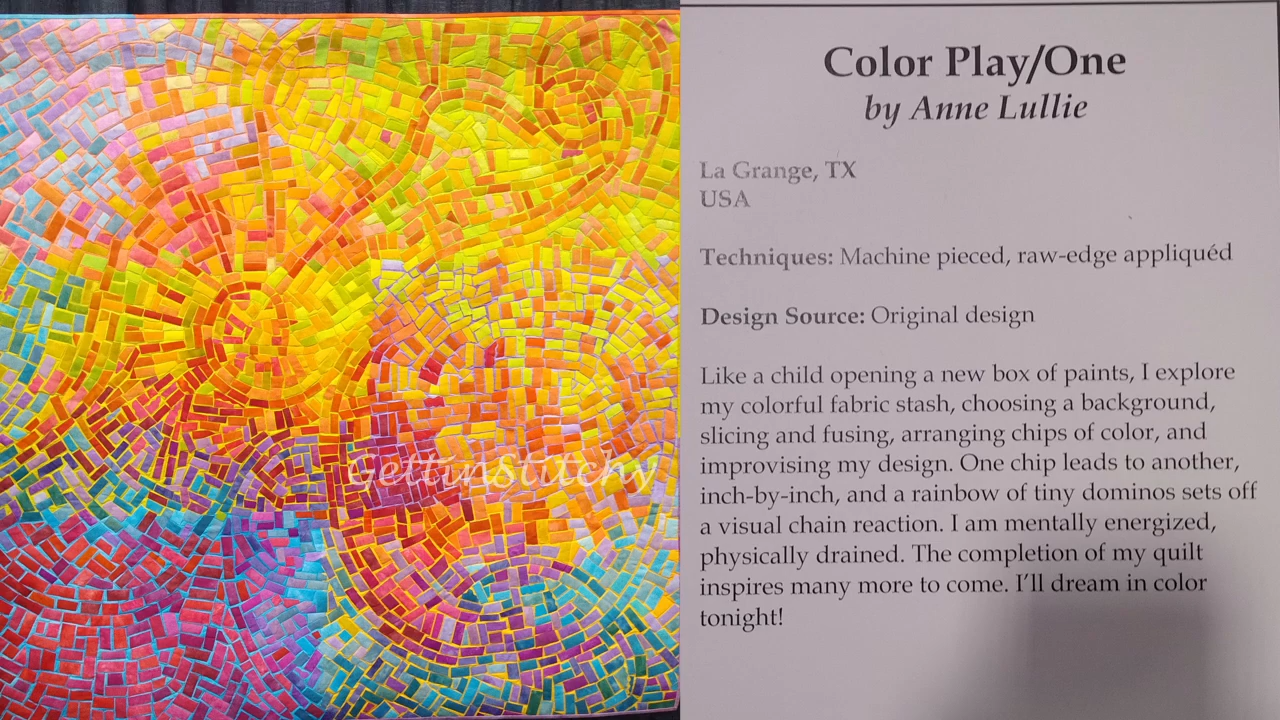 Color Play/One
by Anne Lullie
La Grange, TX
USA
Techniques: Machine pieced, raw-edge appliquéd
Design Source: Original design
Like a child opening a new box of paints, I explore
my colorful fabric stash, choosing a background,
slicing and fusing, arranging chips of color, and
improvising my design. One chip leads to another,
inch-by-inch, and a rainbow of tiny dominos sets off
a visual chain reaction. I am mentally energized,
physically drained. The completion of my quilt
inspires many more to come. I'll dream in color
tonight!
GettinStitchy